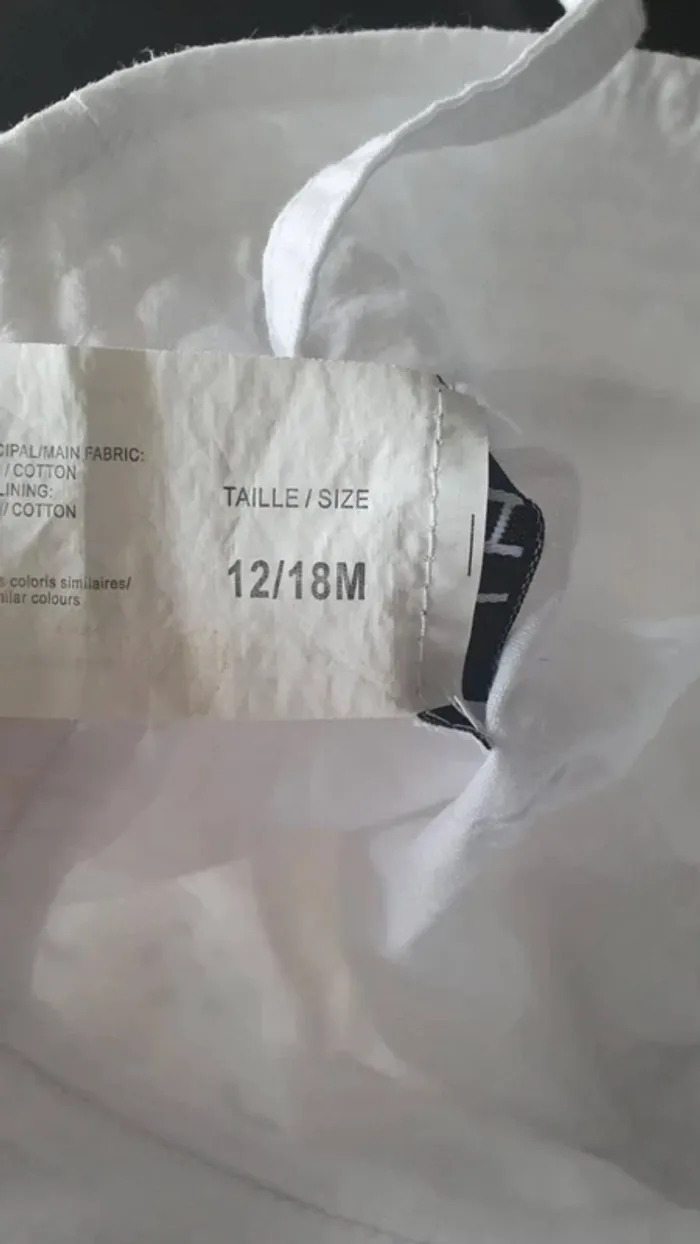 CIPAL/MAIN FABRIC:
/ COTTON
LINING:
/ COTTON
s coloris similaires/
ilar colours
TAILLE / SIZE
12/18M